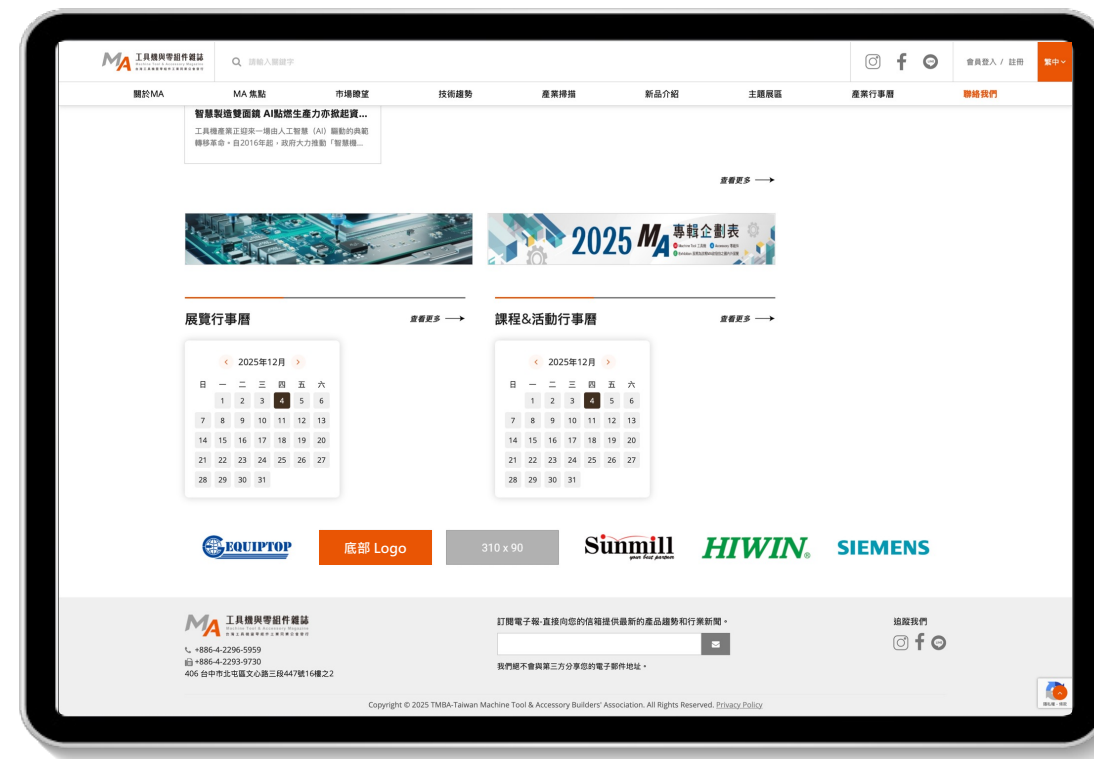 MA 工具機與零組件雜誌
Machine Tool & Accessory Magazine
請輸入關鍵字
會員登入 / 註冊
繁中
關於MA
MA 焦點
市場瞭望
技術趨勢
產業掃描
新品介紹
主題展區
產業行事曆
聯絡我們
智慧製造雙面鏡 AI點燃生產力亦掀起資...
工具機產業正迎來一場由人工智慧（AI）驅動的典範
轉移革命。自2016年起，政府大力推動「智慧機...
查看更多
2025 MA 專輯企劃表
展覽行事曆
查看更多
2025年12月
日 一 二 三 四 五 六
1 2 3 4 5 6
7 8 9 10 11 12 13
14 15 16 17 18 19 20
21 22 23 24 25 26 27
28 29 30 31
課程&活動行事曆
查看更多
2025年12月
日 一 二 三 四 五 六
1 2 3 4 5 6
7 8 9 10 11 12 13
14 15 16 17 18 19 20
21 22 23 24 25 26 27
28 29 30 31
EQUIPTOP
底部 Logo
310 x 90
Sunmill
your best partner
HIWIN®
SIEMENS
MA 工具機與零組件雜誌
Machine Tool & Accessory Magazine
+886-4-2296-5959
+886-4-2293-9730
406 台中市北屯區文心路三段447號16樓之2
訂閱電子報-直接向您的信箱提供最新的產品趨勢和行業新聞。
我們絕不會與第三方分享您的電子郵件地址。
追蹤我們
Copyright © 2025 TMBA-Taiwan Machine Tool & Accessory Builders' Association. All Rights Reserved. Privacy Policy